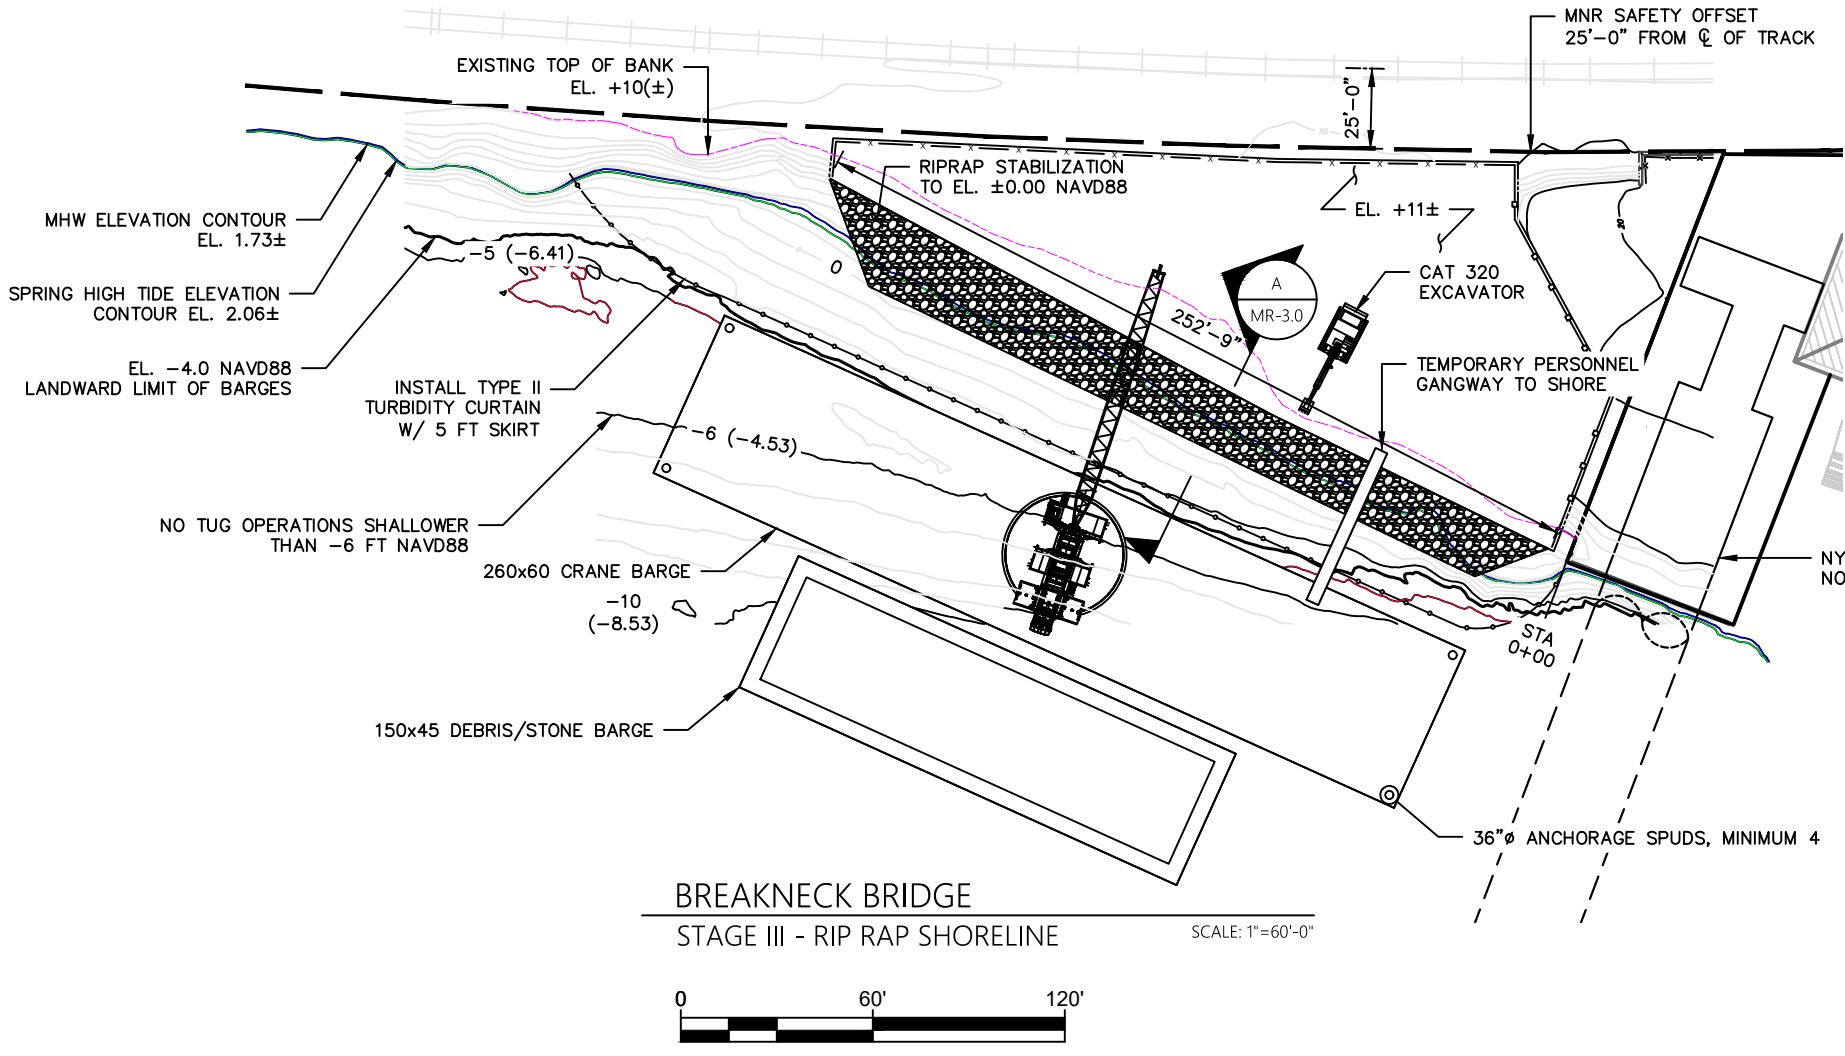 MNR SAFETY OFFSET
25'-0" FROM ℄ OF TRACK
EXISTING TOP OF BANK
EL. +10(±)
25'-0"
10
RIPRAP STABILIZATION
TO EL. ±0.00 NAVD88
MHW ELEVATION CONTOUR
EL. 1.73±
EL. +11±
20
-5 (-6.41)
0
A
MR-3.0
CAT 320
EXCAVATOR
SPRING HIGH TIDE ELEVATION
CONTOUR EL. 2.06±
252'-9"
EL. -4.0 NAVD88
LANDWARD LIMIT OF BARGES
TEMPORARY PERSONNEL
GANGWAY TO SHORE
INSTALL TYPE II
TURBIDITY CURTAIN
W/ 5 FT SKIRT
-6 (-4.53)
NO TUG OPERATIONS SHALLOWER
THAN -6 FT NAVD88
NY
NO
260x60 CRANE BARGE
-10
(-8.53)
STA
0+00
150x45 DEBRIS/STONE BARGE
36"ø ANCHORAGE SPUDS, MINIMUM 4
BREAKNECK BRIDGE
STAGE III - RIP RAP SHORELINE
SCALE: 1"=60'-0"
0 60' 120'